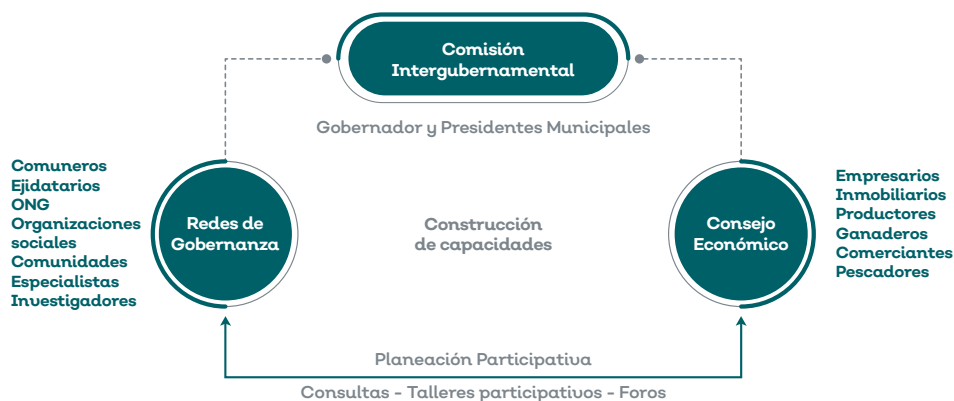 Comisión
Intergubernamental
Gobernador y Presidentes Municipales
Comuneros
Ejidatarios
ONG
Organizaciones
sociales
Comunidades
Especialistas
Investigadores
Redes de
Gobernanza
Construcción
de capacidades
Consejo
Económico
Empresarios
Inmobiliarios
Productores
Ganaderos
Comerciantes
Pescadores
Planeación Participativa
Consultas - Talleres participativos - Foros